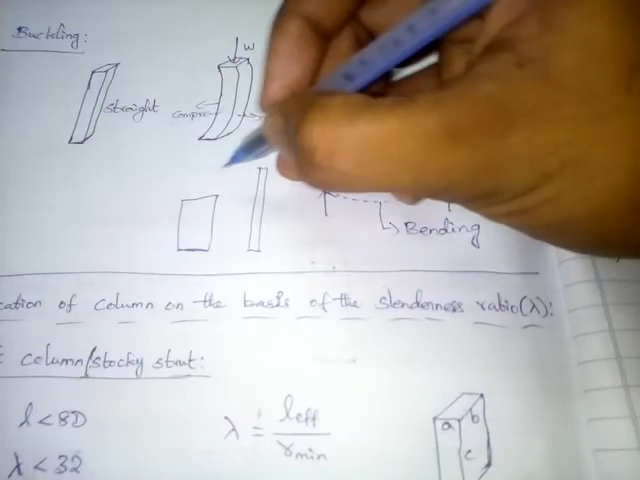 Buckling:
W
straight
compre
Bending
cation of column on the basis of the slenderness ratio(λ):
column/stocky strut:
l < 8D
λ = leff / rmin
λ < 32
a b
c